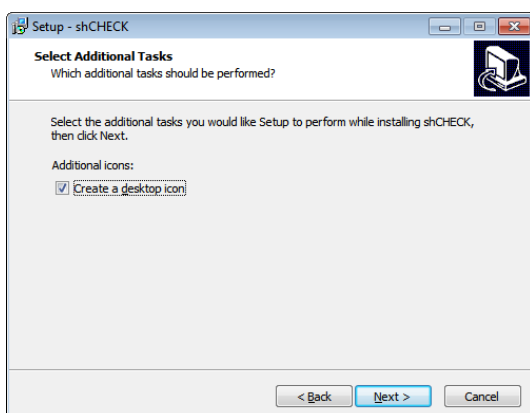 Setup - shCHECK
Select Additional Tasks
Which additional tasks should be performed?
Select the additional tasks you would like Setup to perform while installing shCHECK,
then click Next.
Additional icons:
Create a desktop icon
< Back
Next >
Cancel